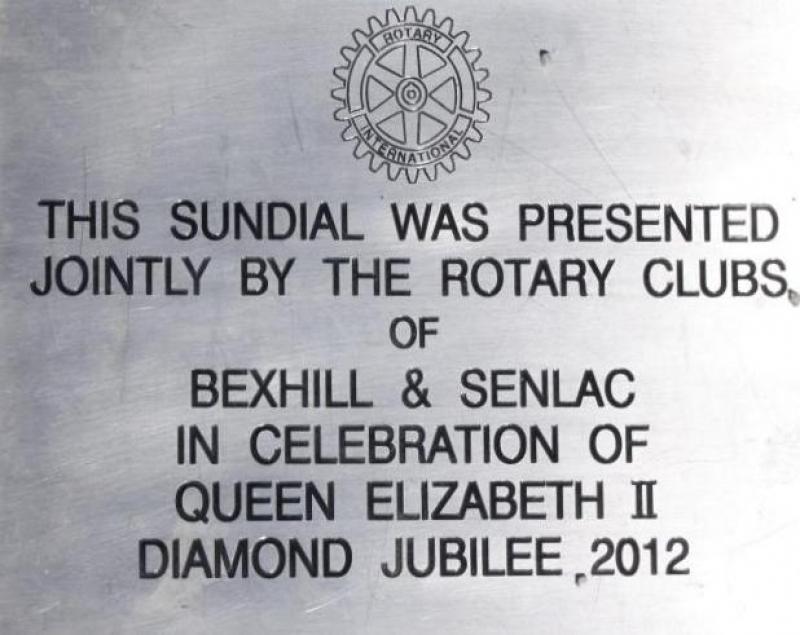 ROTARY
INTERNATIONAL
THIS SUNDIAL WAS PRESENTED
JOINTLY BY THE ROTARY CLUBS
OF
BEXHILL & SENLAC
IN CELEBRATION OF
QUEEN ELIZABETH II
DIAMOND JUBILEE 2012